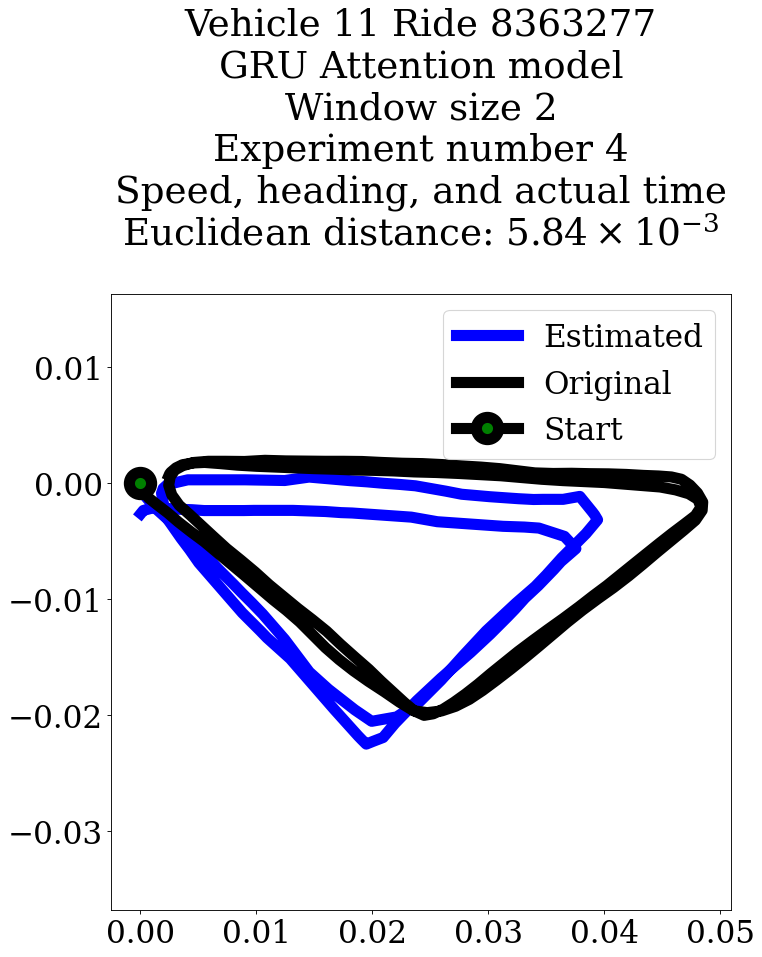 Vehicle 11 Ride 8363277
GRU Attention model
Window size 2
Experiment number 4
Speed, heading, and actual time
Euclidean distance: 5.84 × 10⁻³
Estimated
Original
Start
0.01
0.00
−0.01
−0.02
−0.03
0.00 0.01 0.02 0.03 0.04 0.05